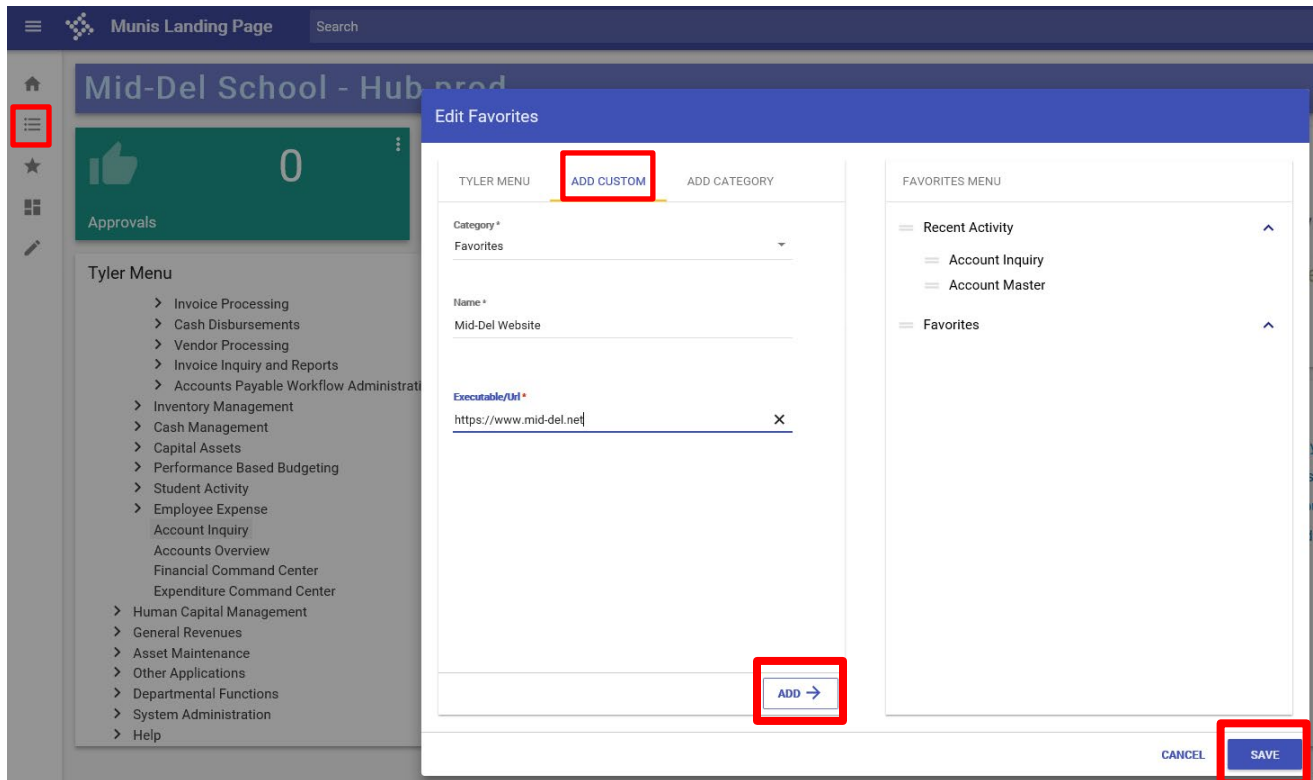 Munis Landing Page
Search
Mid-Del School - Hub prod
0
Approvals
Tyler Menu
Invoice Processing
Cash Disbursements
Vendor Processing
Invoice Inquiry and Reports
Accounts Payable Workflow Administrati
Inventory Management
Cash Management
Capital Assets
Performance Based Budgeting
Student Activity
Employee Expense
Account Inquiry
Accounts Overview
Financial Command Center
Expenditure Command Center
Human Capital Management
General Revenues
Asset Maintenance
Other Applications
Departmental Functions
System Administration
Help
Edit Favorites
TYLER MENU
ADD CUSTOM
ADD CATEGORY
Category *
Favorites
Name *
Mid-Del Website
Executable/Url *
https://www.mid-del.net
ADD
FAVORITES MENU
Recent Activity
Account Inquiry
Account Master
Favorites
CANCEL
SAVE